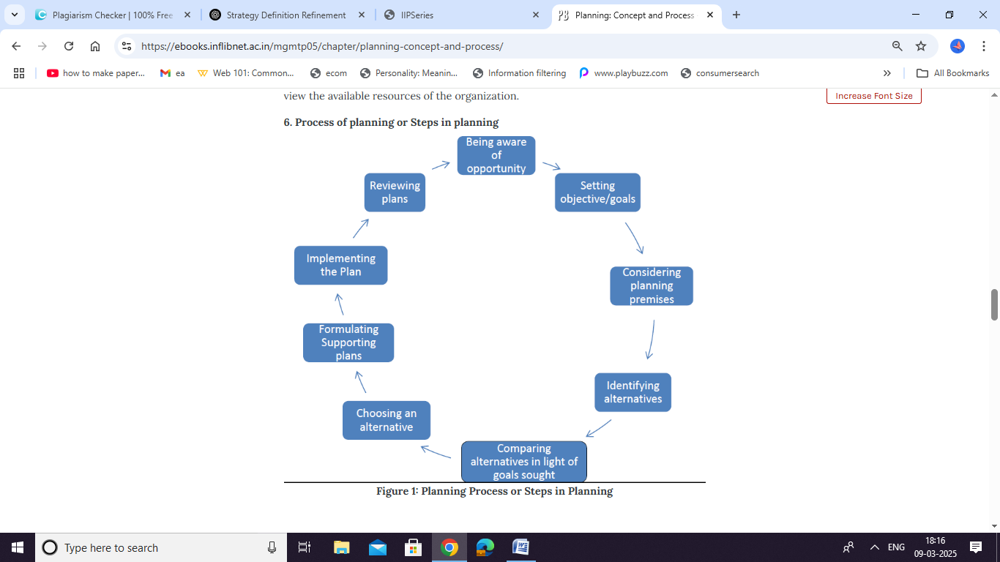 Plagiarism Checker | 100% Free
Strategy Definition Refinement
IIPSeries
Planning: Concept and Process
https://ebooks.inflibnet.ac.in/mgmtp05/chapter/planning-concept-and-process/
how to make paper...
ea
Web 101: Common...
ecom
Personality: Meanin...
Information filtering
www.playbuzz.com
consumersearch
All Bookmarks
view the available resources of the organization.
Increase Font Size
6. Process of planning or Steps in planning
Being aware
of
opportunity
Setting
objective/goals
Considering
planning
premises
Identifying
alternatives
Comparing
alternatives in light of
goals sought
Choosing an
alternative
Formulating
Supporting
plans
Implementing
the Plan
Reviewing
plans
Figure 1: Planning Process or Steps in Planning
Type here to search
ENG
18:16
09-03-2025